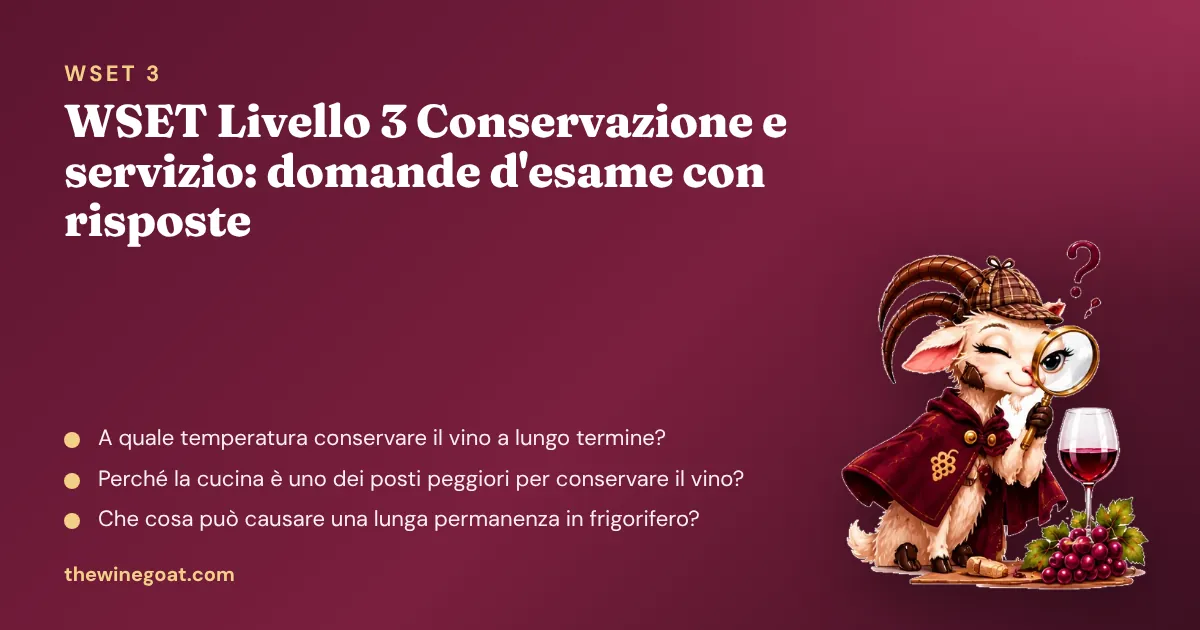 WSET 3
WSET Livello 3 Conservazione e
servizio: domande d'esame con
risposte
A quale temperatura conservare il vino a lungo termine?
Perché la cucina è uno dei posti peggiori per conservare il vino?
Che cosa può causare una lunga permanenza in frigorifero?
thewinegoat.com